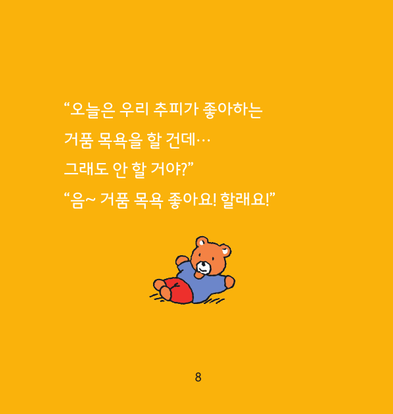 “오늘은 우리 추피가 좋아하는
거품 목욕을 할 건데…
그래도 안 할 거야?”
“음~ 거품 목욕 좋아요! 할래요!”
8